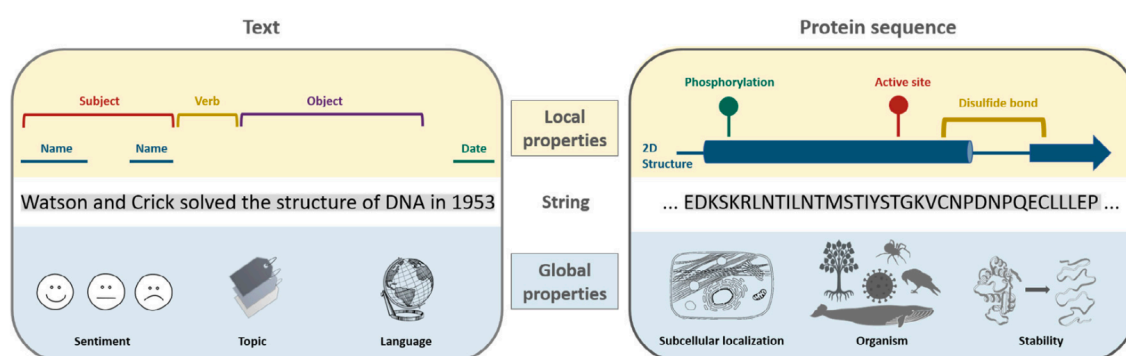 Text
Protein sequence
Subject
Verb
Object
Name
Name
Date
Watson and Crick solved the structure of DNA in 1953
Sentiment
Topic
Language
Local
properties
String
Global
properties
Phosphorylation
Active site
Disulfide bond
2D
Structure
... EDKSKRLNTILNTMSTIYSTGKVCNPDNPQECLLLEP ...
Subcellular localization
Organism
Stability